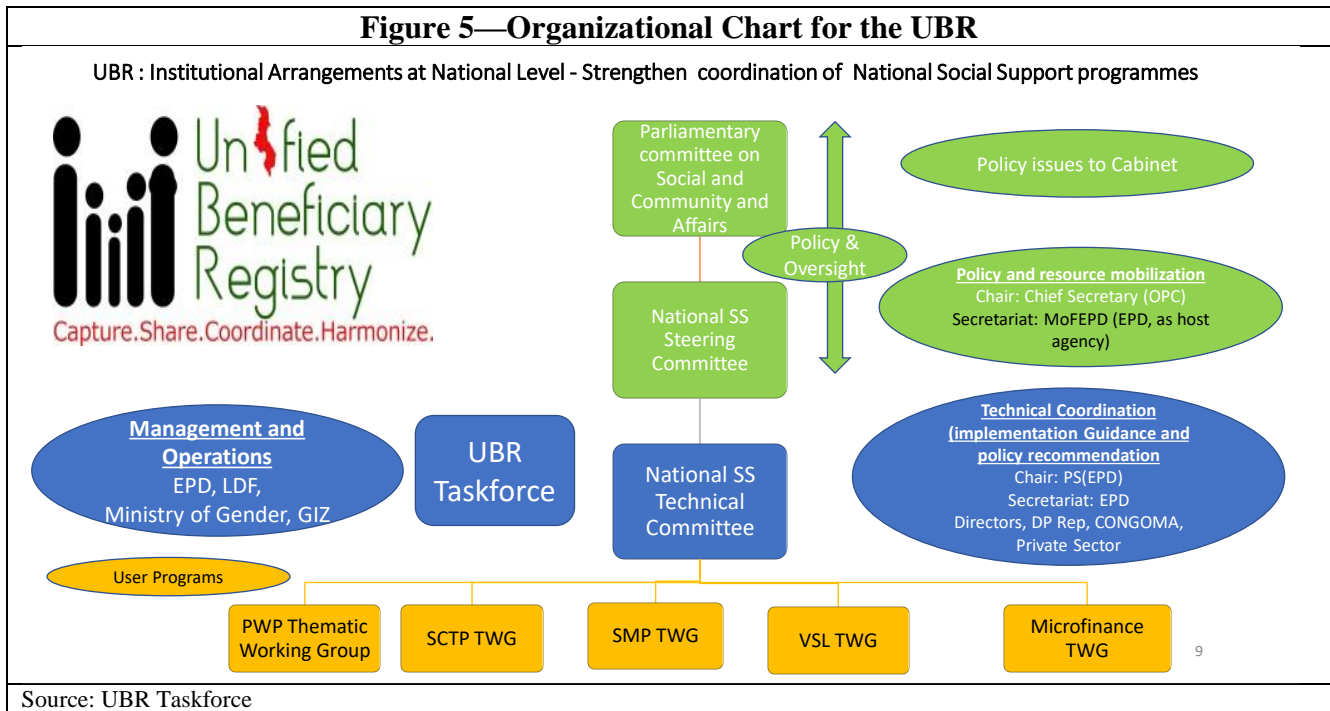 Figure 5—Organizational Chart for the UBR
UBR : Institutional Arrangements at National Level - Strengthen coordination of National Social Support programmes
Unified
Beneficiary
Registry
Capture.Share.Coordinate.Harmonize.
Parliamentary
committee on
Social and
Community and
Affairs
Policy &
Oversight
Policy issues to Cabinet
National SS
Steering
Committee
Policy and resource mobilization
Chair: Chief Secretary (OPC)
Secretariat: MoFEPD (EPD, as host
agency)
Management and
Operations
EPD, LDF,
Ministry of Gender, GIZ
UBR
Taskforce
National SS
Technical
Committee
Technical Coordination
(implementation Guidance and
policy recommendation
Chair: PS(EPD)
Secretariat: EPD
Directors, DP Rep, CONGOMA,
Private Sector
User Programs
PWP Thematic
Working Group
SCTP TWG
SMP TWG
VSL TWG
Microfinance
TWG
9
Source: UBR Taskforce